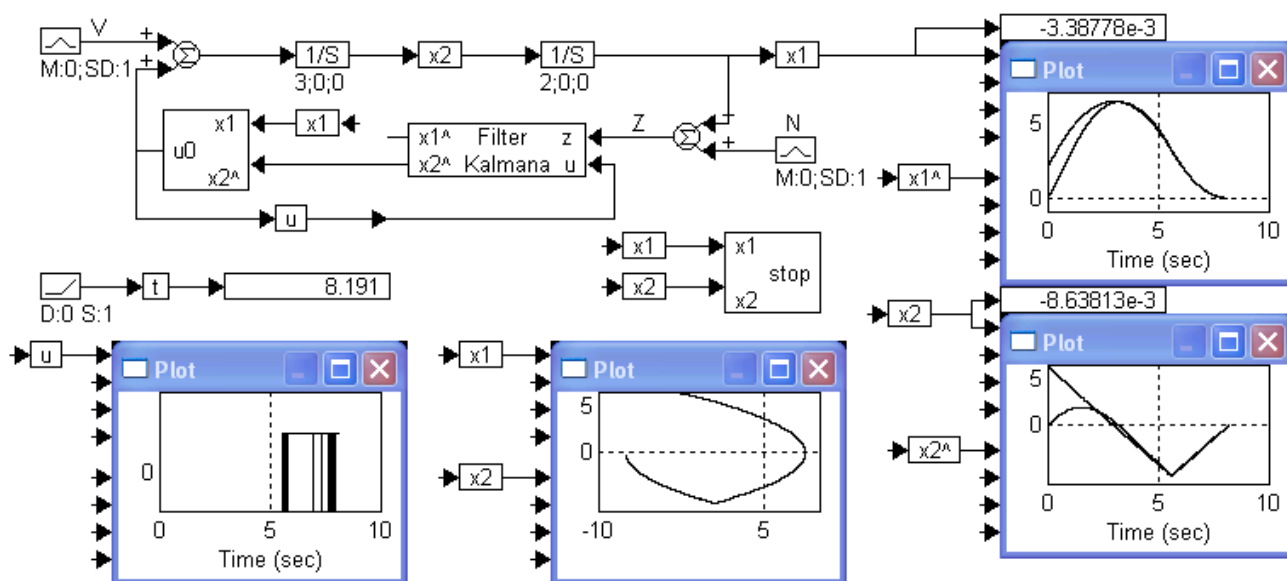 V
+
-3.38778e-3
Σ
1/S
x2
1/S
x1
Plot
+
M:0;SD:1
3;0;0
2;0;0
5
x1
x1
Z
+
N
u0
x1^ Filter z
Σ
+
x2^
x2^ Kalmana u
M:0;SD:1
x1^
0
u
0 5 10
x1
x1
Time (sec)
stop
t
8.191
x2
x2
D:0 S:1
-8.63813e-3
x2
u
x1
Plot
Plot
Plot
5
5
0
0
x2^
0
x2
0 5 10
0 5 10
-10 5
Time (sec)
Time (sec)